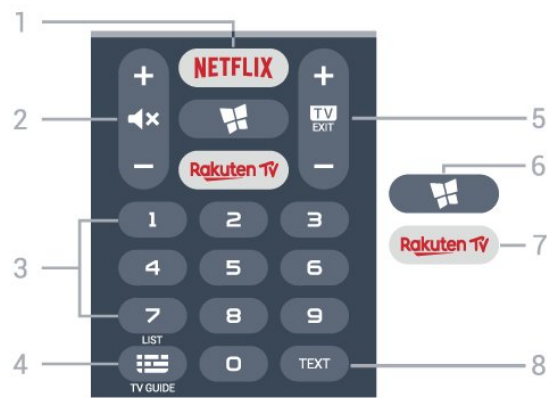 1
NETFLIX
+ +
2
TV
EXIT
5
- -
Rakuten TV
6
1 2 3
Rakuten TV
7
3
4 5 6
7 8 9
LIST
4
0
TEXT
8
TV GUIDE